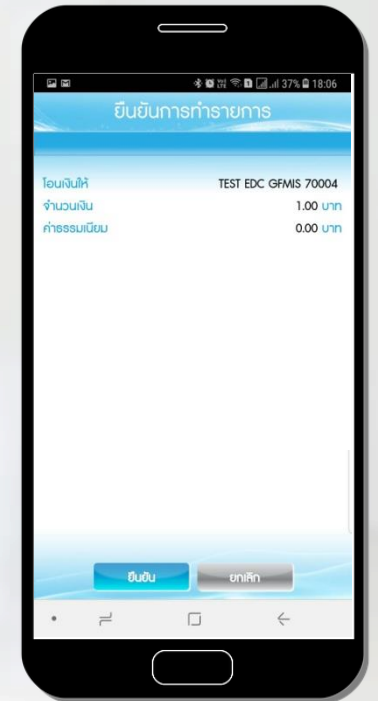 37% 18:06
ยืนยันการทำรายการ
โอนเงินให้ TEST EDC GFMIS 70004
จำนวนเงิน 1.00 บาท
ค่าธรรมเนียม 0.00 บาท
ยืนยัน ยกเลิก